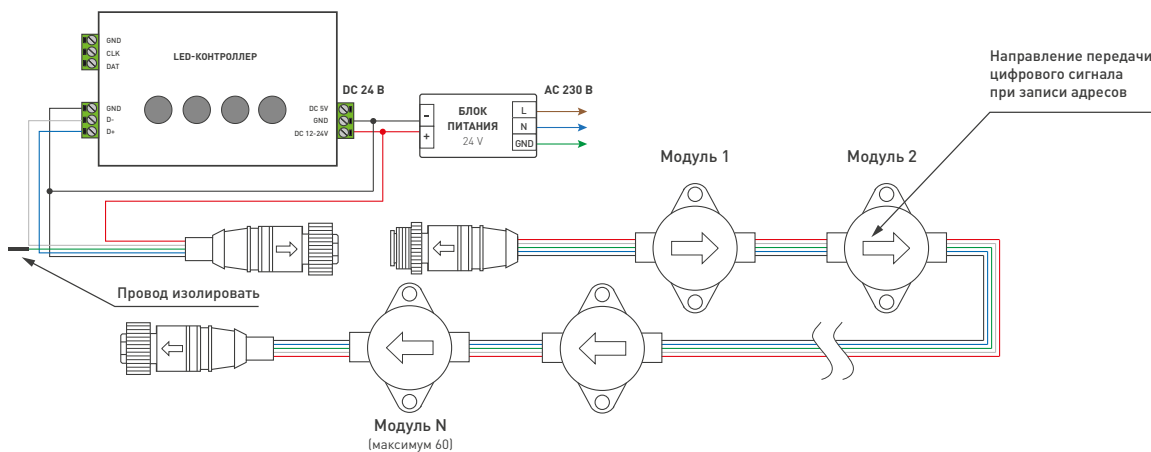 GND
CLK
DAT
LED-КОНТРОЛЛЕР
GND
D-
D+
DC 24 В
DC 5V
GND
DC 12-24V
-
+
БЛОК
ПИТАНИЯ
24 V
AC 230 В
L
N
GND
Направление передачи
цифрового сигнала
при записи адресов
Модуль 1
Модуль 2
Провод изолировать
Модуль N
(максимум 60)